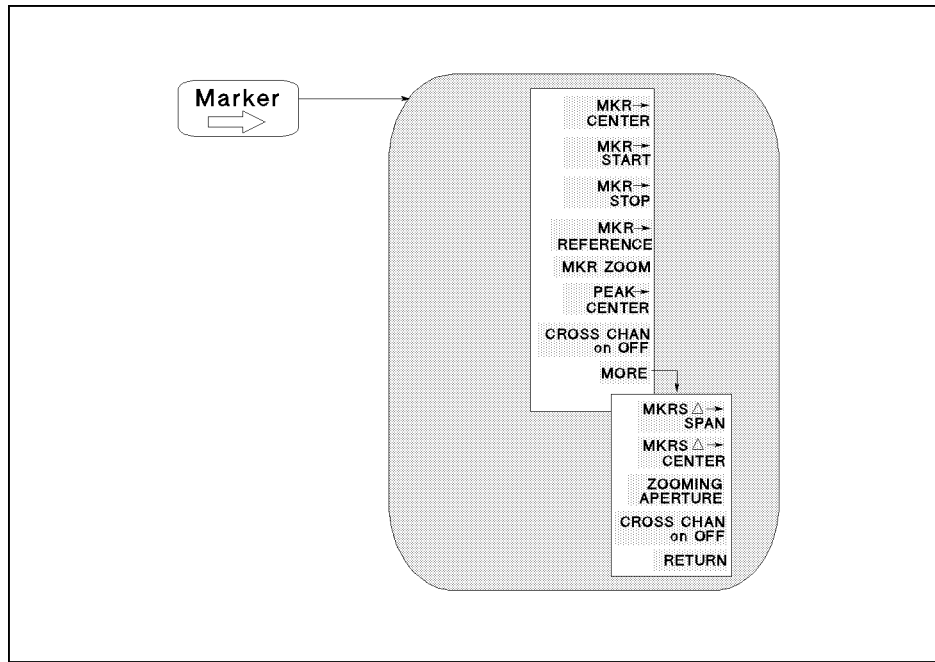 Marker
MKR→
CENTER
MKR→
START
MKR→
STOP
MKR→
REFERENCE
MKR ZOOM
PEAK→
CENTER
CROSS CHAN
on OFF
MORE
MKRS △→
SPAN
MKRS △→
CENTER
ZOOMING
APERTURE
CROSS CHAN
on OFF
RETURN